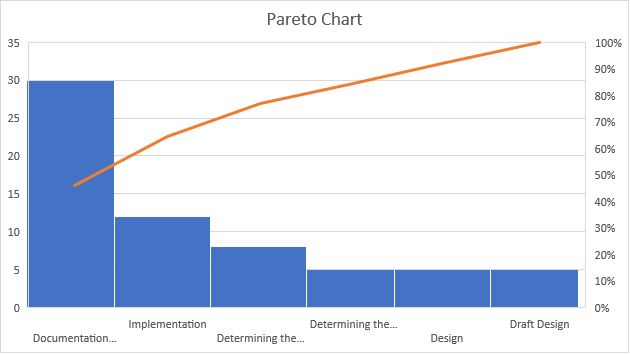 Pareto Chart
35
30
25
20
15
10
5
0
100%
90%
80%
70%
60%
50%
40%
30%
20%
10%
0%
Documentation...
Implementation
Determining the...
Determining the...
Design
Draft Design